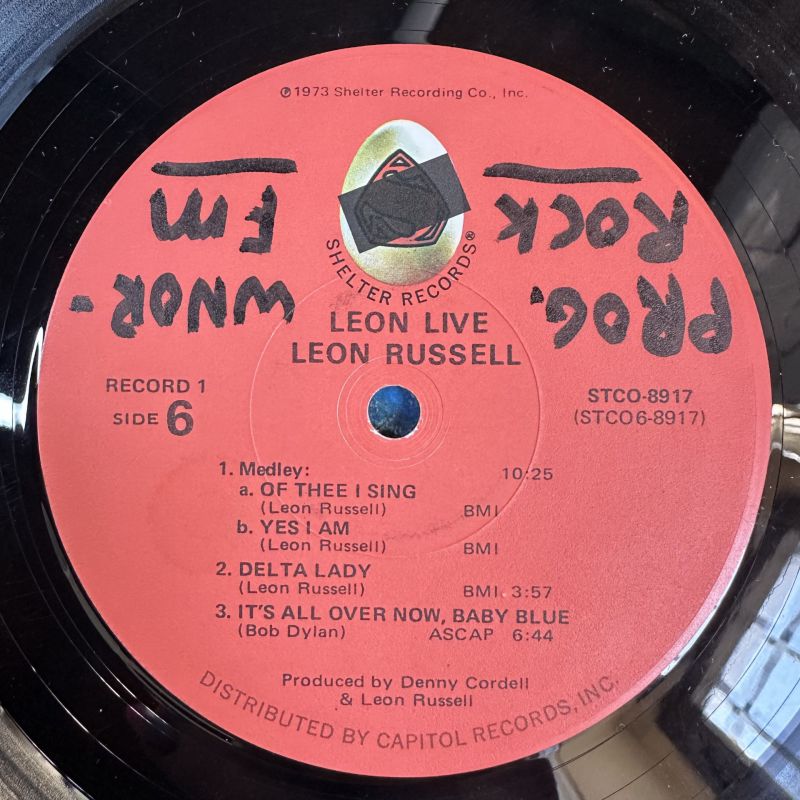 ℗1973 Shelter Recording Co., Inc.
SHELTER RECORDS®
LEON LIVE
LEON RUSSELL
RECORD 1
SIDE 6
STCO-8917
(STCO6-8917)
1. Medley: 10:25
a. OF THEE I SING
(Leon Russell) BMI
b. YES I AM
(Leon Russell) BMI
2. DELTA LADY
(Leon Russell) BMI 3:57
3. IT'S ALL OVER NOW, BABY BLUE
(Bob Dylan) ASCAP 6:44
Produced by Denny Cordell
& Leon Russell
DISTRIBUTED BY CAPITOL RECORDS, INC.
PROG.
ROCK
WNOR-
FM